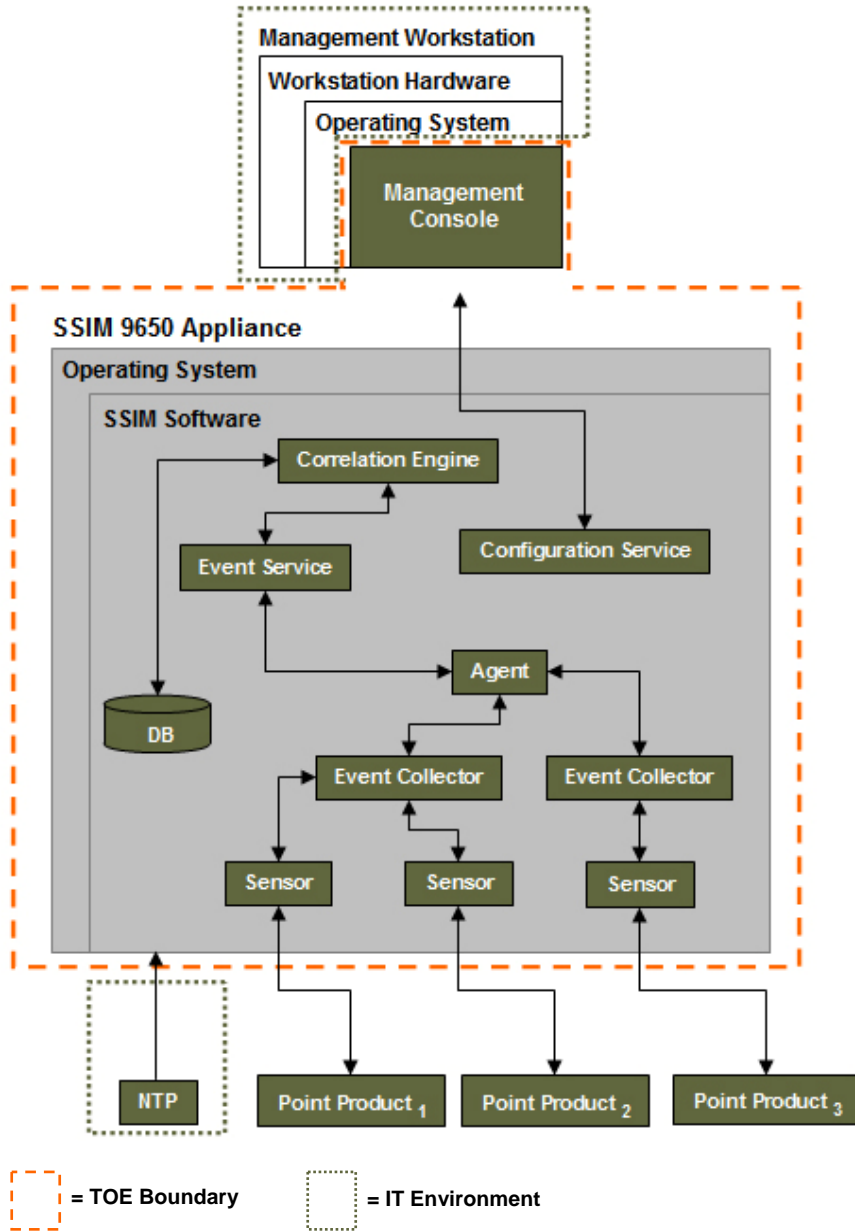 Management Workstation
Workstation Hardware
Operating System
Management
Console
SSIM 9650 Appliance
Operating System
SSIM Software
Correlation Engine
Event Service
Configuration Service
Agent
DB
Event Collector
Event Collector
Sensor
Sensor
Sensor
NTP
Point Product 1
Point Product 2
Point Product 3
= TOE Boundary
= IT Environment